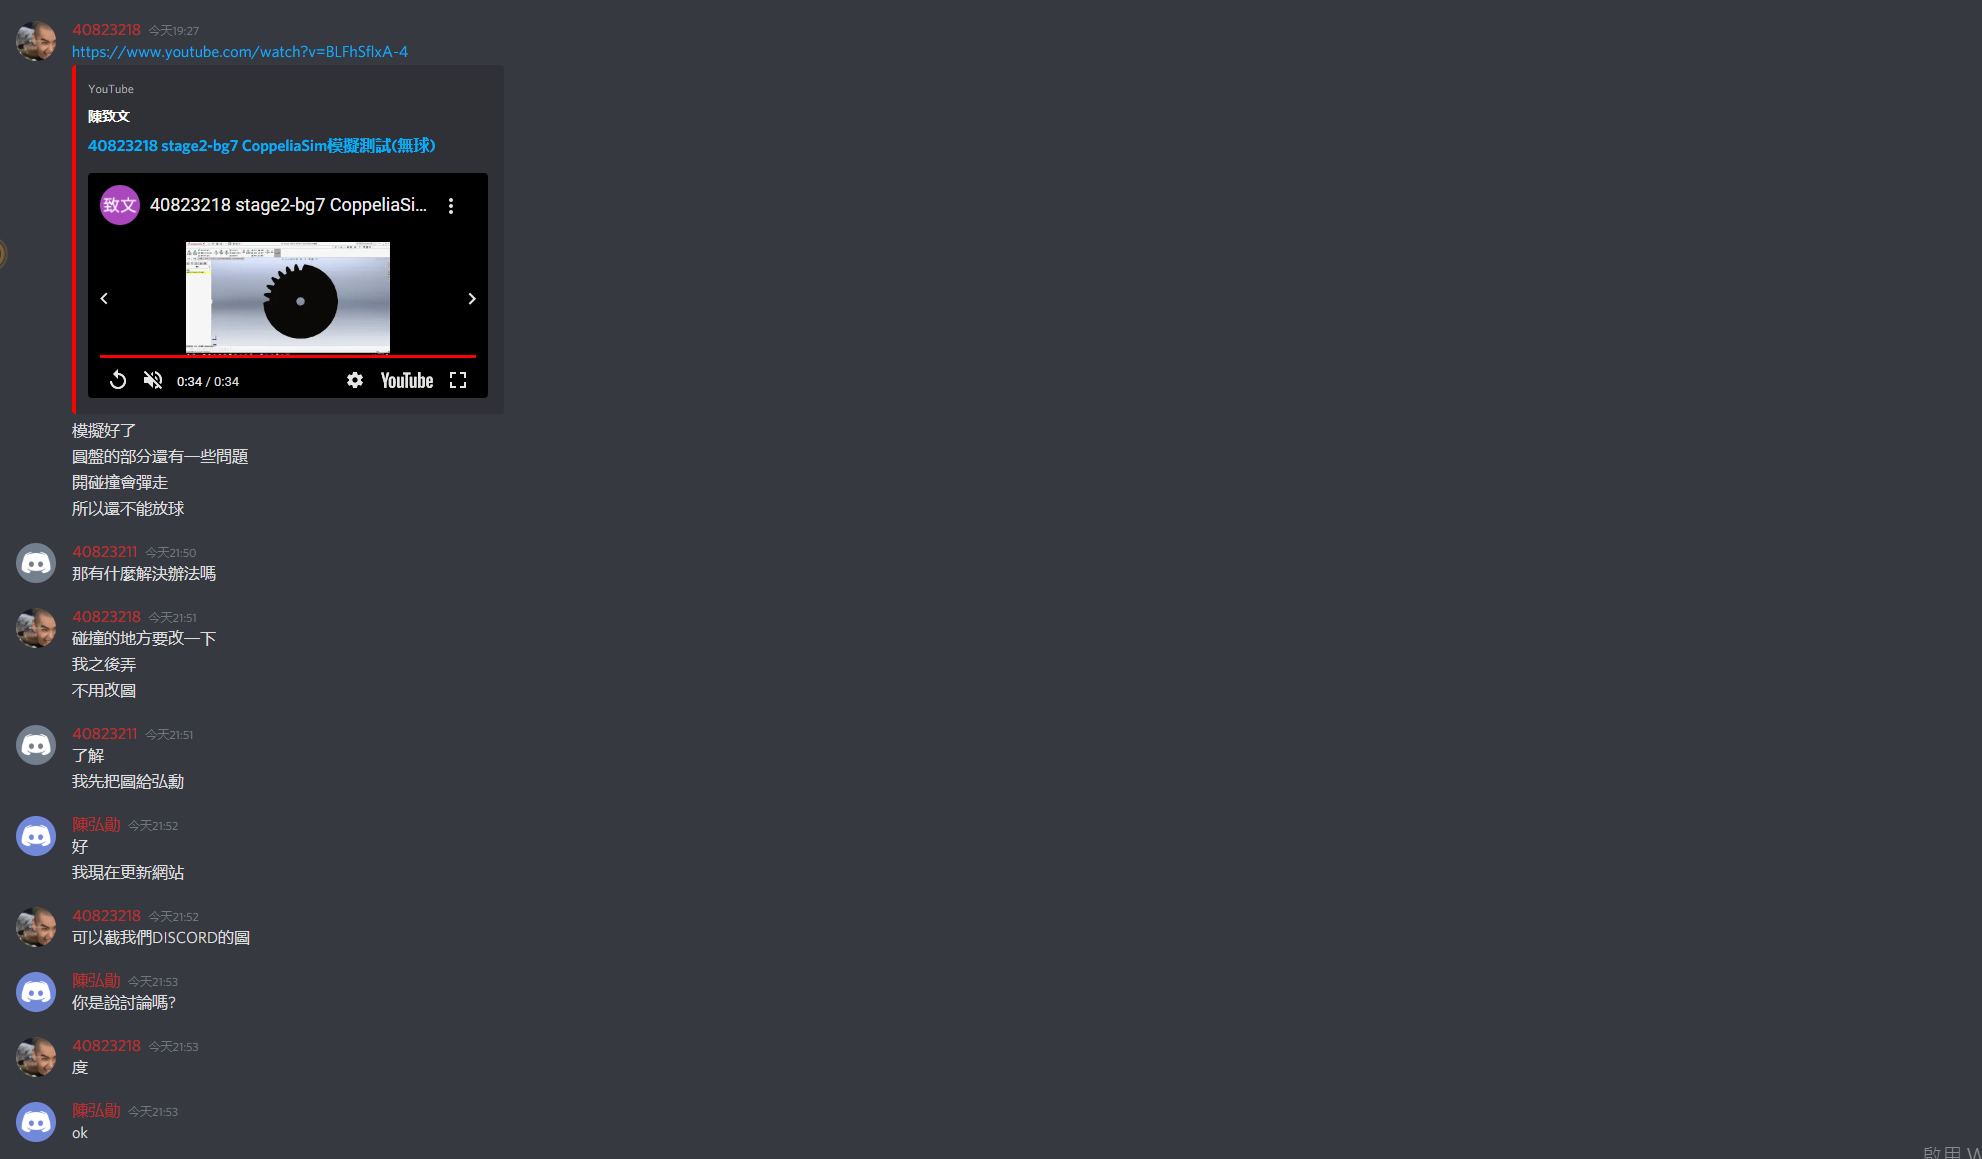 40823218 今天19:27
https://www.youtube.com/watch?v=BLFhSfIxA-4
YouTube
陳致文
40823218 stage2-bg7 CoppeliaSim模擬測試(無球)
致文 40823218 stage2-bg7 CoppeliaSi...
0:34 / 0:34 YouTube
模擬好了
圓盤的部分還有一些問題
開碰撞會彈走
所以還不能放球
40823211 今天21:50
那有什麼解決辦法嗎
40823218 今天21:51
碰撞的地方要改一下
我之後弄
不用改圖
40823211 今天21:51
了解
我先把圖給弘勳
陳弘勛 今天21:52
好
我現在更新網站
40823218 今天21:52
可以截我們DISCORD的圖
陳弘勛 今天21:53
你是說討論嗎?
40823218 今天21:53
度
陳弘勛 今天21:53
ok
啟用 W